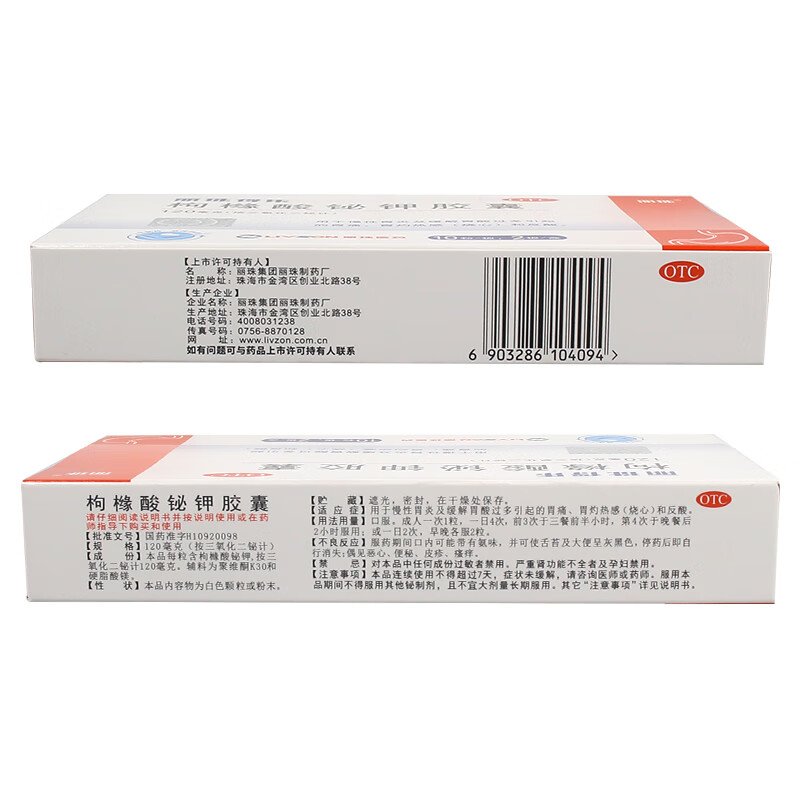 枸橼酸铋钾胶囊
OTC
【上市许可持有人】
名 称：丽珠集团丽珠制药厂
注册地址：珠海市金湾区创业北路38号
【生产企业】
企业名称：丽珠集团丽珠制药厂
生产地址：珠海市金湾区创业北路38号
电话号码：4008031238
传真号码：0756-8870128
网 址：www.livzon.com.cn
如有问题可与药品上市许可持有人联系
OTC
6 903286 104094
枸橼酸铋钾胶囊
请仔细阅读说明书并按说明使用或在药
师指导下购买和使用
【批准文号】国药准字H10920098
【规 格】120毫克（按三氧化二铋计）
【成 份】本品每粒含枸橼酸铋钾,按三
氧化二铋计120毫克。辅料为聚维酮K30和
硬脂酸镁。
【性 状】本品内容物为白色颗粒或粉末。
【贮 藏】遮光，密封，在干燥处保存。
【适 应 症】用于慢性胃炎及缓解胃酸过多引起的胃痛、胃灼热感（烧心）和反酸。
【用法用量】口服。成人一次1粒，一日4次，前3次于三餐前半小时，第4次于晚餐后
2小时服用；或一日2次，早晚各服2粒。
【不良反应】服药期间口内可能带有氨味，并可使舌苔及大便呈灰黑色，停药后即自
行消失;偶见恶心、便秘、皮疹、瘙痒。
【禁 忌】对本品中任何成份过敏者禁用。严重肾功能不全者及孕妇禁用。
【注意事项】本品连续使用不得超过7天，症状未缓解，请咨询医师或药师。服用本
品期间不得服用其他铋制剂，且不宜大剂量长期服用。其它“注意事项”详见说明书。
OTC